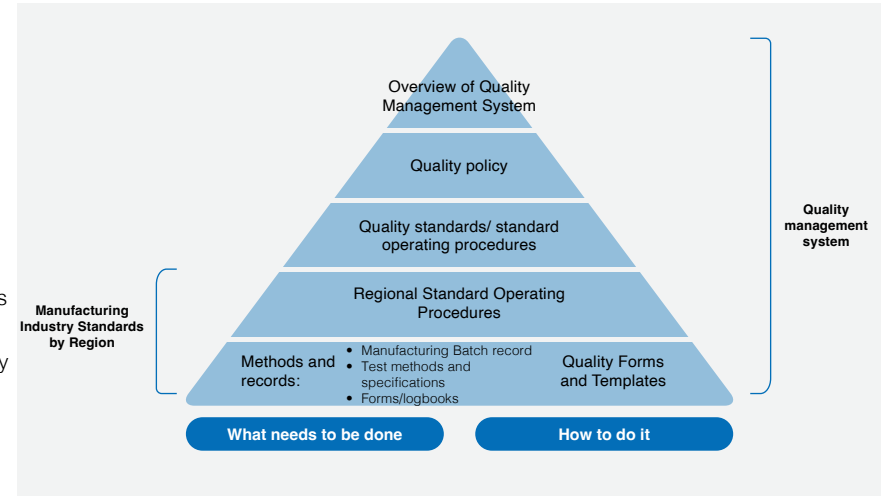 Overview of Quality
Management System
Quality policy
Quality standards/ standard
operating procedures
Regional Standard Operating
Procedures
Methods and
records:
• Manufacturing Batch record
• Test methods and
specifications
• Forms/logbooks
Quality Forms
and Templates
Manufacturing
Industry Standards
by Region
Quality
management
system
What needs to be done
How to do it
s
y